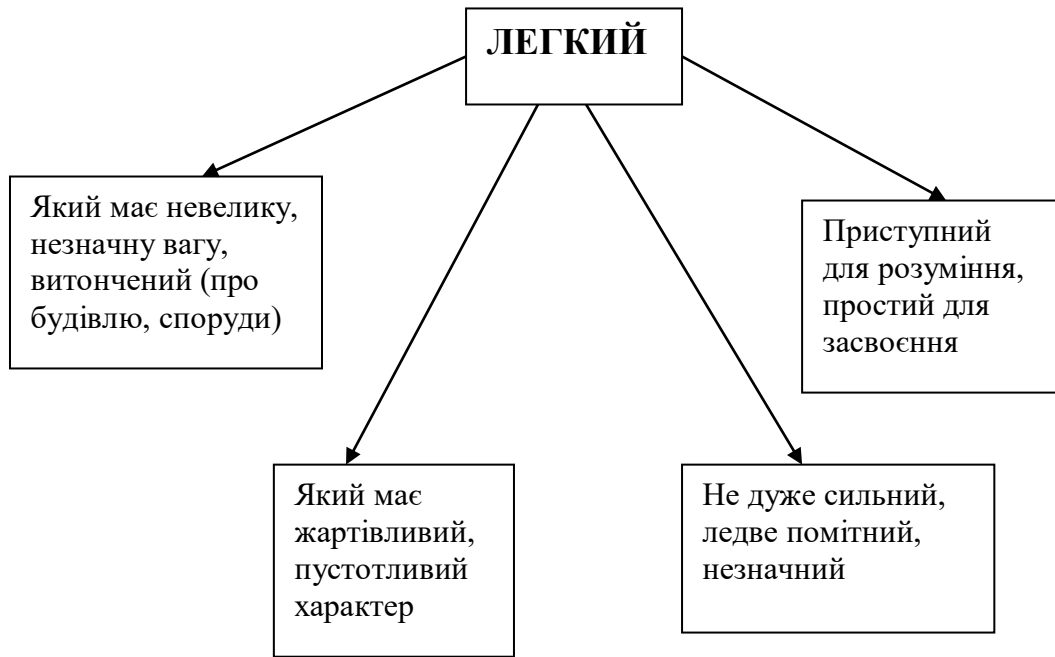 ЛЕГКИЙ
Який має невелику,
незначну вагу,
витончений (про
будівлю, споруди)
Приступний
для розуміння,
простий для
засвоєння
Який має
жартівливий,
пустотливий
характер
Не дуже сильний,
ледве помітний,
незначний